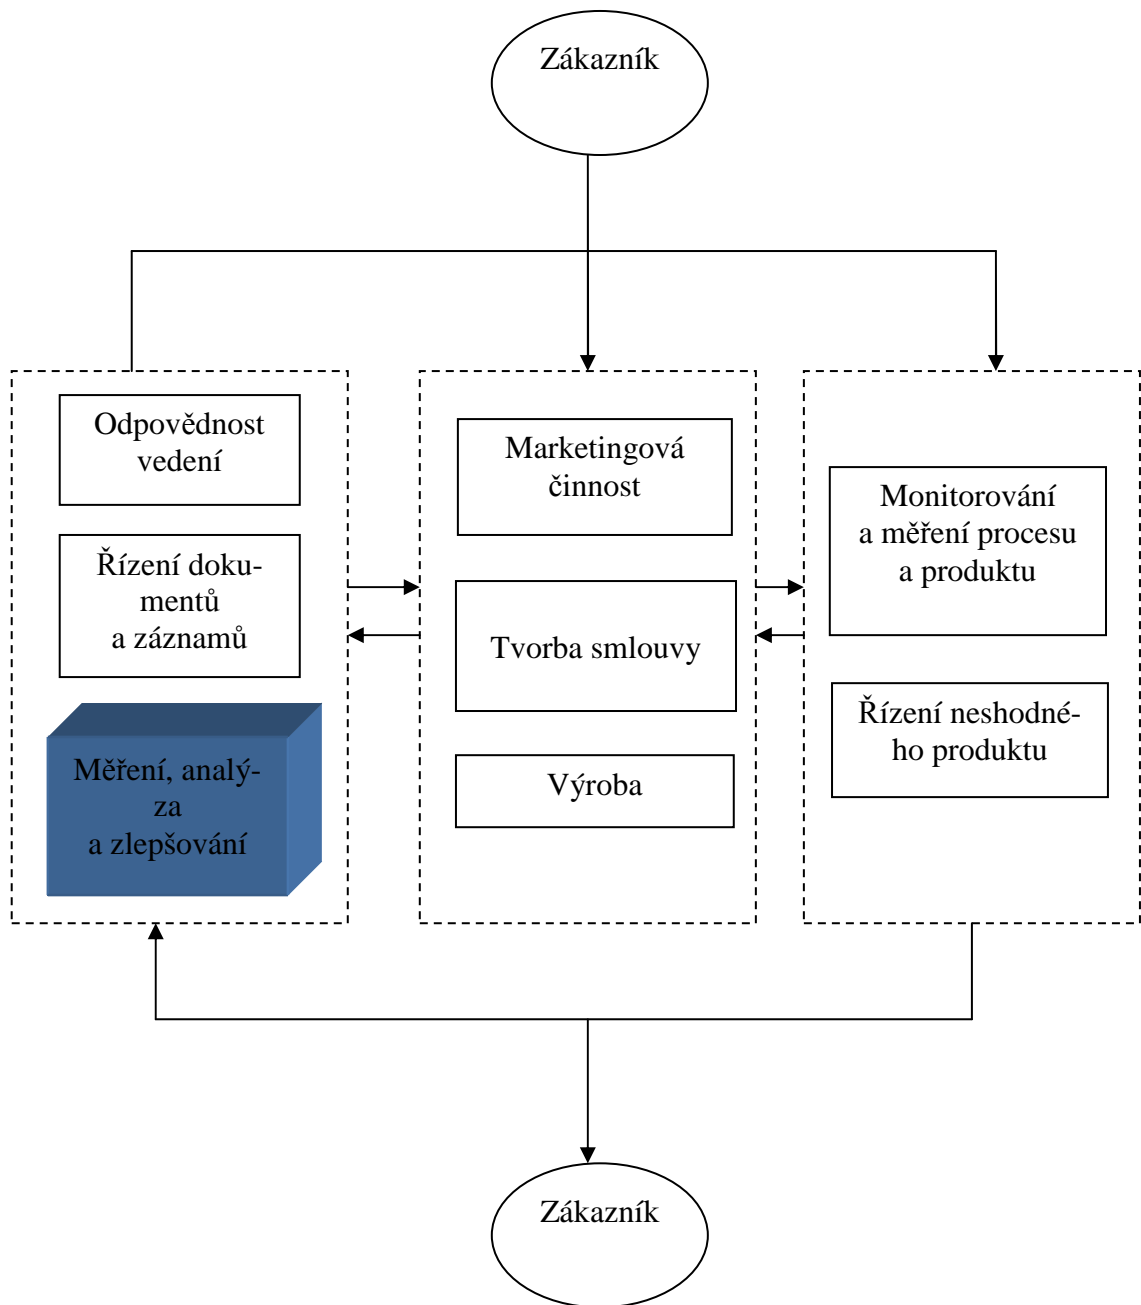 Zákazník
Odpovědnost
vedení
Řízení doku-
mentů
a záznamů
Měření, analý-
za
a zlepšování
Marketingová
činnost
Tvorba smlouvy
Výroba
Monitorování
a měření procesu
a produktu
Řízení neshodné-
ho produktu
Zákazník